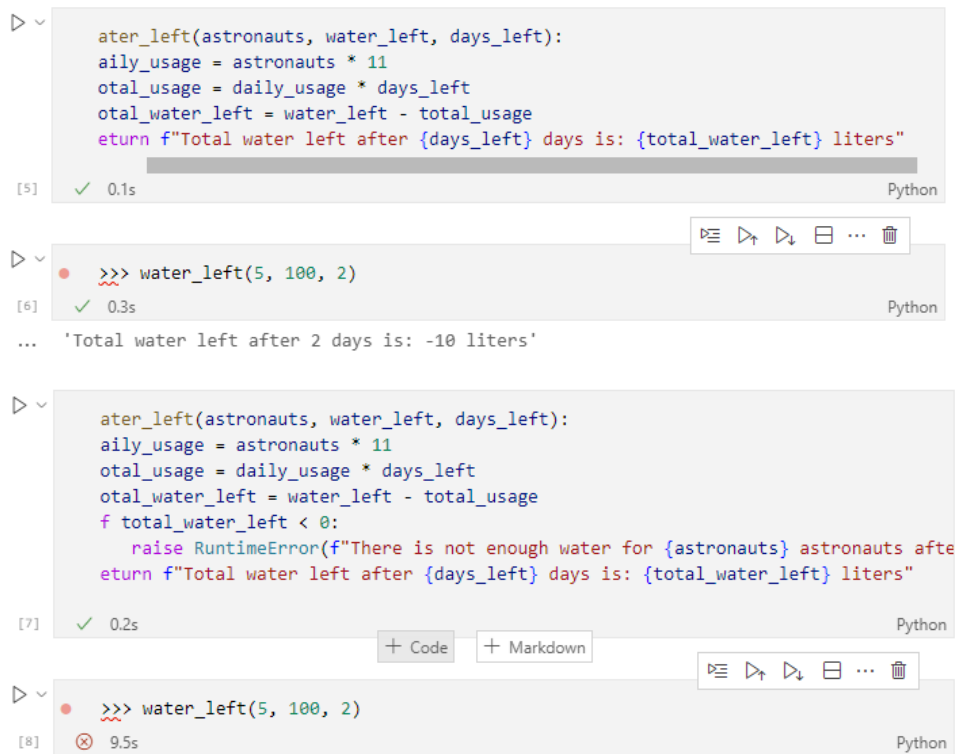 ater_left(astronauts, water_left, days_left):
aily_usage = astronauts * 11
otal_usage = daily_usage * days_left
otal_water_left = water_left - total_usage
eturn f"Total water left after {days_left} days is: {total_water_left} liters"
[5] 0.1s Python
>>> water_left(5, 100, 2)
[6] 0.3s Python
... 'Total water left after 2 days is: -10 liters'
ater_left(astronauts, water_left, days_left):
aily_usage = astronauts * 11
otal_usage = daily_usage * days_left
otal_water_left = water_left - total_usage
f total_water_left < 0:
raise RuntimeError(f"There is not enough water for {astronauts} astronauts afte
eturn f"Total water left after {days_left} days is: {total_water_left} liters"
[7] 0.2s Python
+ Code + Markdown
>>> water_left(5, 100, 2)
[8] 9.5s Python